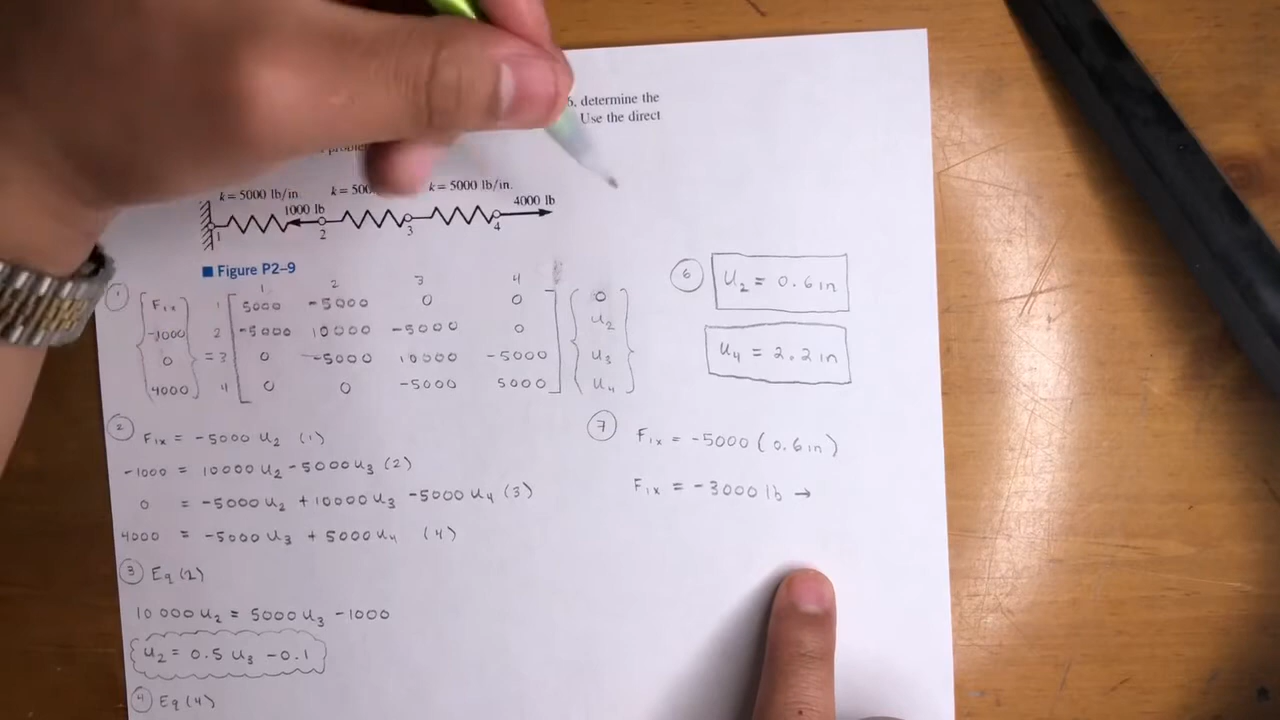 6, determine the
Use the direct
k = 5000 lb/in.
k = 500
k = 5000 lb/in.
1000 lb
4000 lb
1
2
3
4
■ Figure P2–9
1 2 3 4
① { F1x 1 [ 5000 -5000 0 0 ] { 0 }
-1000 2 -5000 10000 -5000 0 u2
0 = 3 0 -5000 10000 -5000 u3
4000 4 0 0 -5000 5000 u4
② F1x = -5000 u2 (1)
-1000 = 10000 u2 - 5000 u3 (2)
0 = -5000 u2 + 10000 u3 - 5000 u4 (3)
4000 = -5000 u3 + 5000 u4 (4)
③ Eq (2)
10 000 u2 = 5000 u3 - 1000
u2 = 0.5 u3 - 0.1
④ Eq (4)
⑥ u2 = 0.6 in
u4 = 2.2 in
⑦ F1x = -5000 (0.6 in)
F1x = -3000 lb →